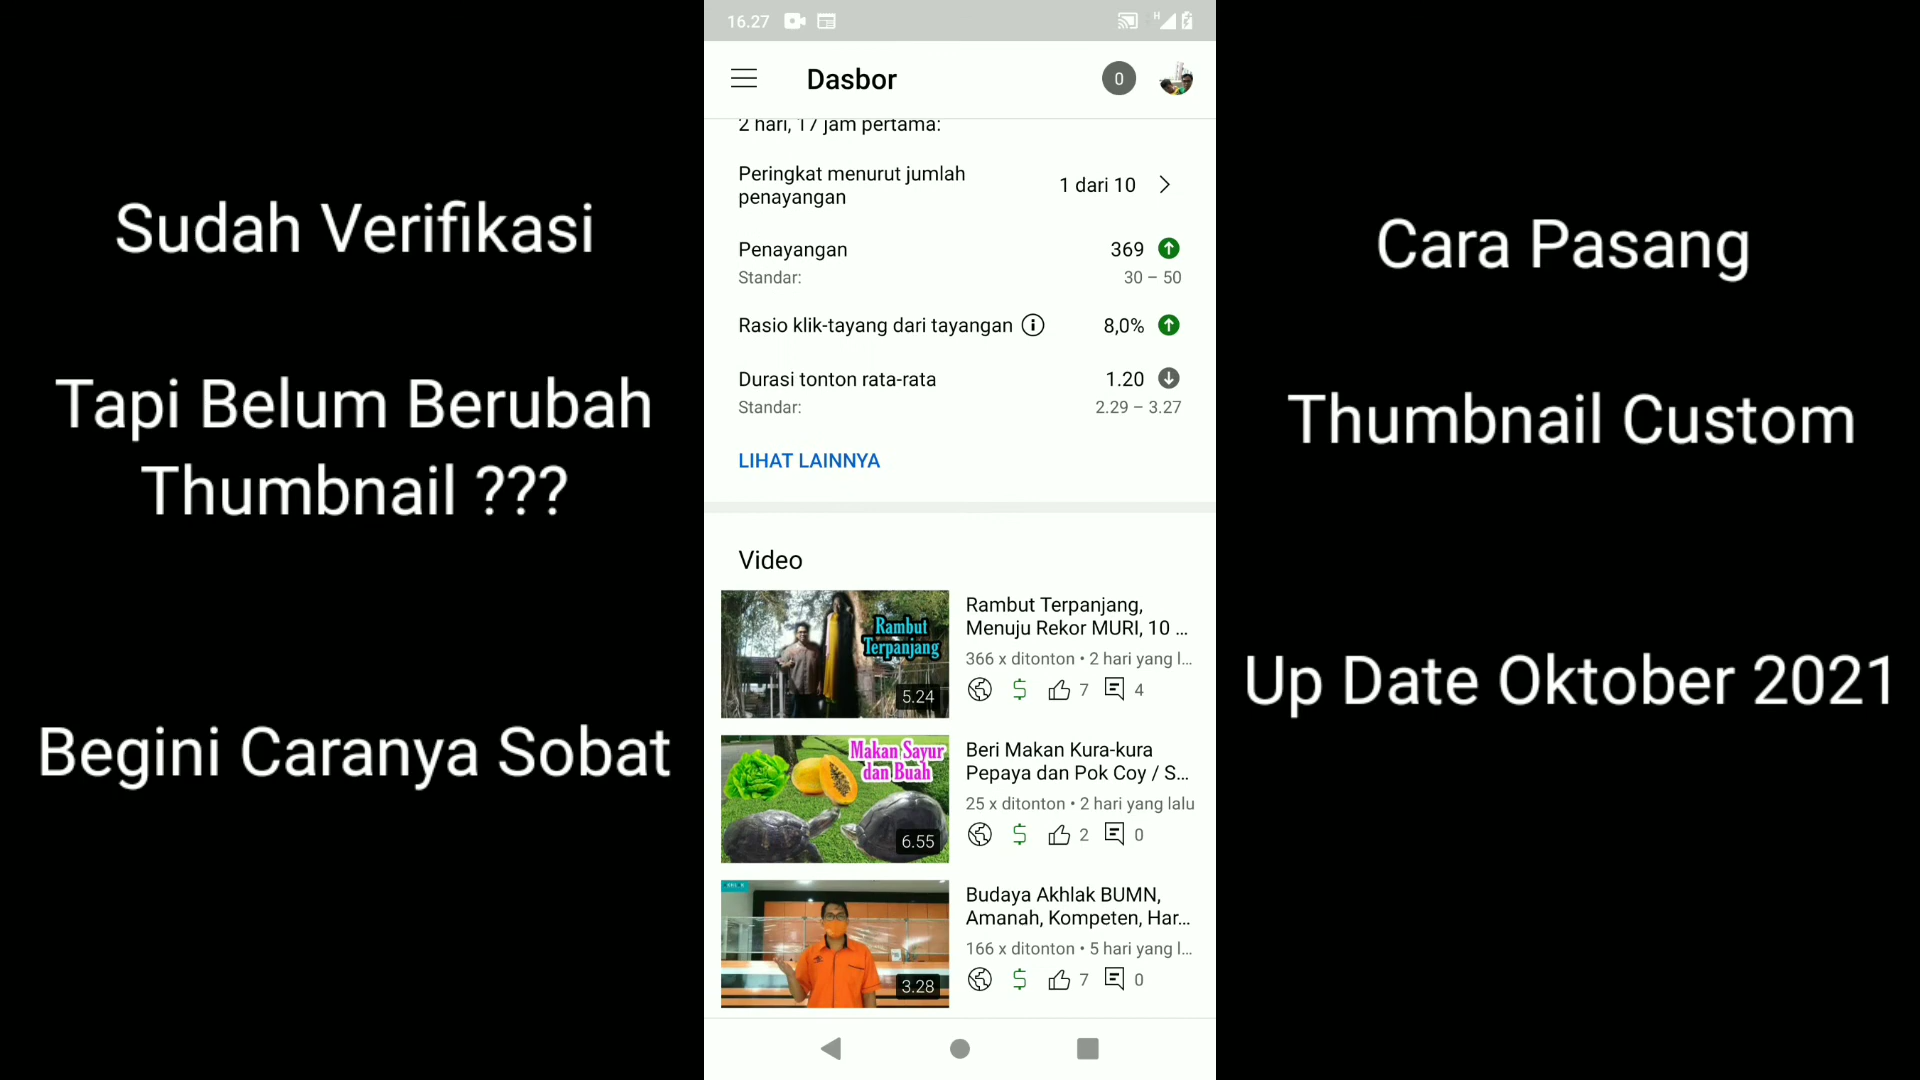 Sudah Verifikasi
Tapi Belum Berubah
Thumbnail ???
Begini Caranya Sobat
16.27
H
Dasbor
0
2 hari, 17 jam pertama:
Peringkat menurut jumlah
penayangan
1 dari 10
Penayangan
369
Standar:
30 – 50
Rasio klik-tayang dari tayangan
8,0%
Durasi tonton rata-rata
1.20
Standar:
2.29 – 3.27
LIHAT LAINNYA
Video
Rambut
Terpanjang
5.24
Rambut Terpanjang,
Menuju Rekor MURI, 10 ...
366 x ditonton • 2 hari yang l...
7
4
Makan Sayur
dan Buah
6.55
Beri Makan Kura-kura
Pepaya dan Pok Coy / S...
25 x ditonton • 2 hari yang lalu
2
0
3.28
Budaya Akhlak BUMN,
Amanah, Kompeten, Har...
166 x ditonton • 5 hari yang l...
7
0
Cara Pasang
Thumbnail Custom
Up Date Oktober 2021